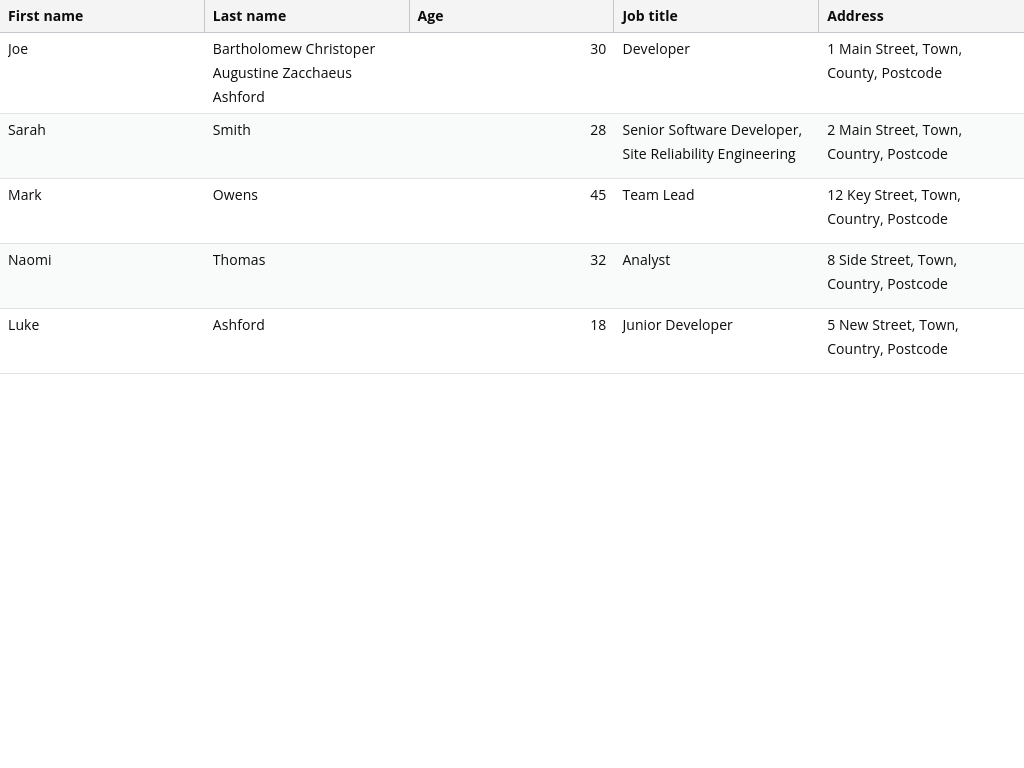 First name Last name Age Job title Address
Joe Bartholomew Christoper 30 Developer 1 Main Street, Town,
Augustine Zacchaeus County, Postcode
Ashford
Sarah Smith 28 Senior Software Developer, 2 Main Street, Town,
Site Reliability Engineering Country, Postcode
Mark Owens 45 Team Lead 12 Key Street, Town,
Country, Postcode
Naomi Thomas 32 Analyst 8 Side Street, Town,
Country, Postcode
Luke Ashford 18 Junior Developer 5 New Street, Town,
Country, Postcode